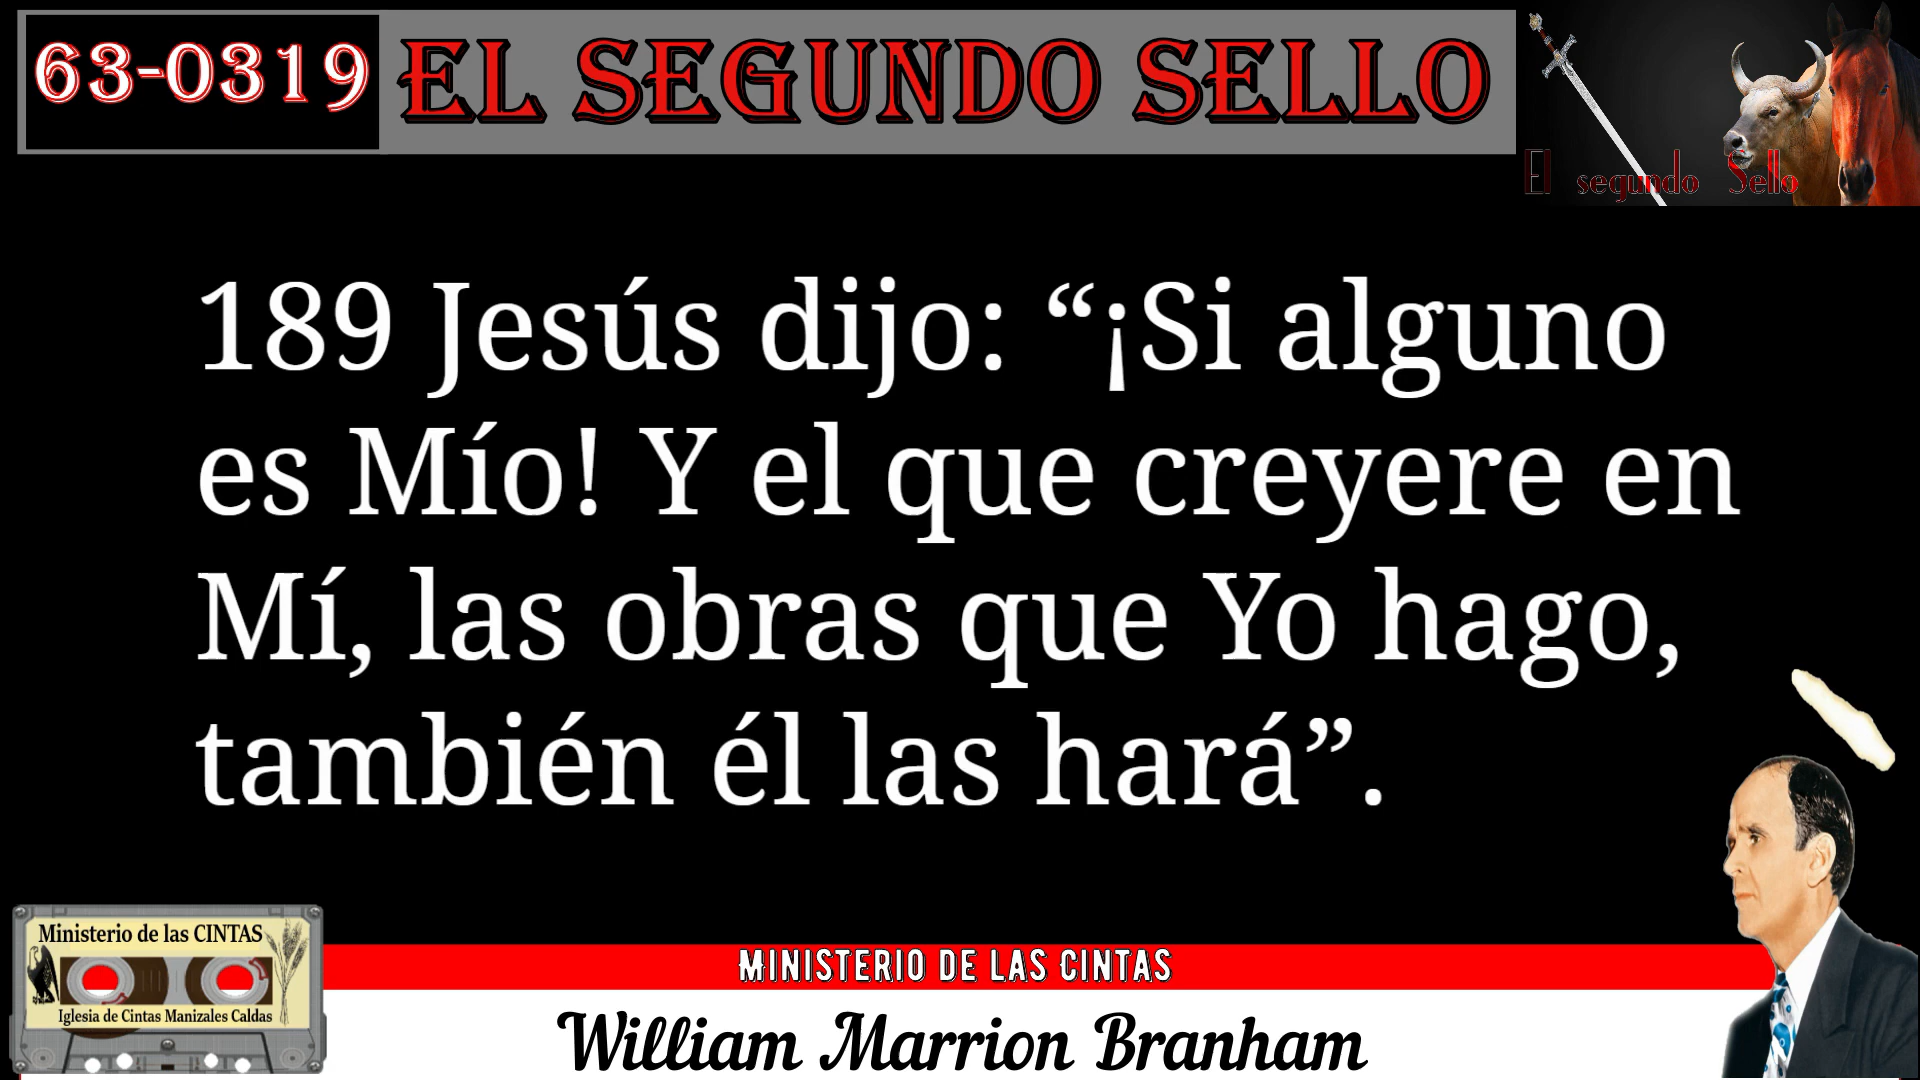 63-0319 EL SEGUNDO SELLO
El segundo Sello
189 Jesús dijo: “¡Si alguno
es Mío! Y el que creyere en
Mí, las obras que Yo hago,
también él las hará”.
Ministerio de las CINTAS
Iglesia de Cintas Manizales Caldas
MINISTERIO DE LAS CINTAS
William Marrion Branham